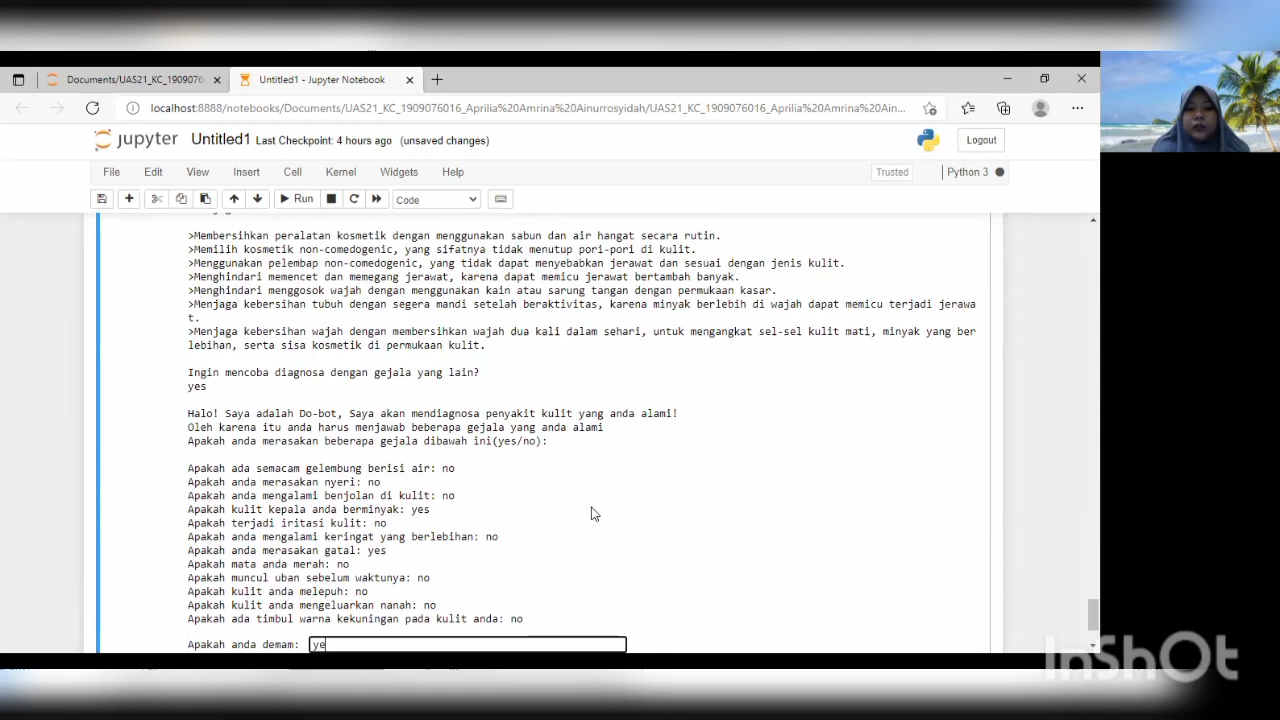 Documents/UAS21_KC_19090760
Untitled1 - Jupyter Notebook
localhost:8888/notebooks/Documents/UAS21_KC_1909076016_Aprilia%20Amrina%20Ainurrosyidah/UAS21_KC_1909076016_Aprilia%20Amrina%20Ain...
jupyter Untitled1 Last Checkpoint: 4 hours ago (unsaved changes)
Logout
File Edit View Insert Cell Kernel Widgets Help
Trusted
Python 3
Run
Code
>Membersihkan peralatan kosmetik dengan menggunakan sabun dan air hangat secara rutin.
>Memilih kosmetik non-comedogenic, yang sifatnya tidak menutup pori-pori di kulit.
>Menggunakan pelembap non-comedogenic, yang tidak dapat menyebabkan jerawat dan sesuai dengan jenis kulit.
>Menghindari memencet dan memegang jerawat, karena dapat memicu jerawat bertambah banyak.
>Menghindari menggosok wajah dengan menggunakan kain atau sarung tangan dengan permukaan kasar.
>Menjaga kebersihan tubuh dengan segera mandi setelah beraktivitas, karena minyak berlebih di wajah dapat memicu terjadi jerawa
t.
>Menjaga kebersihan wajah dengan membersihkan wajah dua kali dalam sehari, untuk mengangkat sel-sel kulit mati, minyak yang ber
lebihan, serta sisa kosmetik di permukaan kulit.
Ingin mencoba diagnosa dengan gejala yang lain?
yes
Halo! Saya adalah Do-bot, Saya akan mendiagnosa penyakit kulit yang anda alami!
Oleh karena itu anda harus menjawab beberapa gejala yang anda alami
Apakah anda merasakan beberapa gejala dibawah ini(yes/no):
Apakah ada semacam gelembung berisi air: no
Apakah anda merasakan nyeri: no
Apakah anda mengalami benjolan di kulit: no
Apakah kulit kepala anda berminyak: yes
Apakah terjadi iritasi kulit: no
Apakah anda mengalami keringat yang berlebihan: no
Apakah anda merasakan gatal: yes
Apakah mata anda merah: no
Apakah muncul uban sebelum waktunya: no
Apakah kulit anda melepuh: no
Apakah kulit anda mengeluarkan nanah: no
Apakah ada timbul warna kekuningan pada kulit anda: no
Apakah anda demam: ye
InShOt